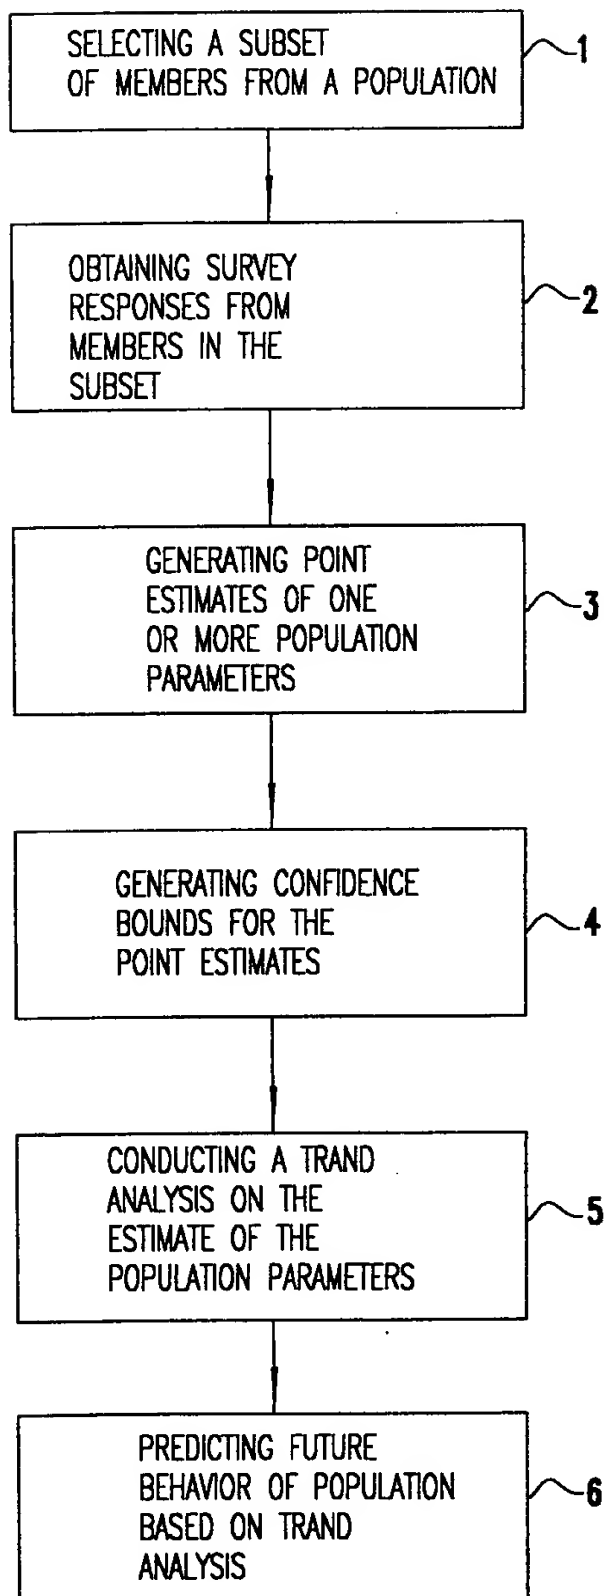 SELECTING A SUBSET
OF MEMBERS FROM A POPULATION
1
OBTAINING SURVEY
RESPONSES FROM
MEMBERS IN THE
SUBSET
2
GENERATING POINT
ESTIMATES OF ONE
OR MORE POPULATION
PARAMETERS
3
GENERATING CONFIDENCE
BOUNDS FOR THE
POINT ESTIMATES
4
CONDUCTING A TRAND
ANALYSIS ON THE
ESTIMATE OF THE
POPULATION PARAMETERS
5
PREDICTING FUTURE
BEHAVIOR OF POPULATION
BASED ON TRAND
ANALYSIS
6